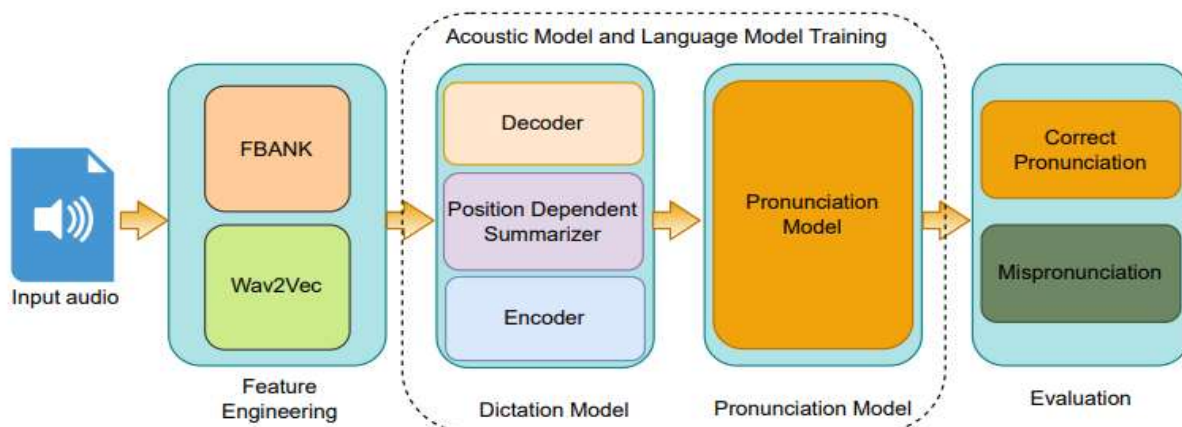 Acoustic Model and Language Model Training
Input audio
FBANK
Wav2Vec
Feature
Engineering
Decoder
Position Dependent
Summarizer
Encoder
Dictation Model
Pronunciation
Model
Pronunciation Model
Correct
Pronunciation
Mispronunciation
Evaluation